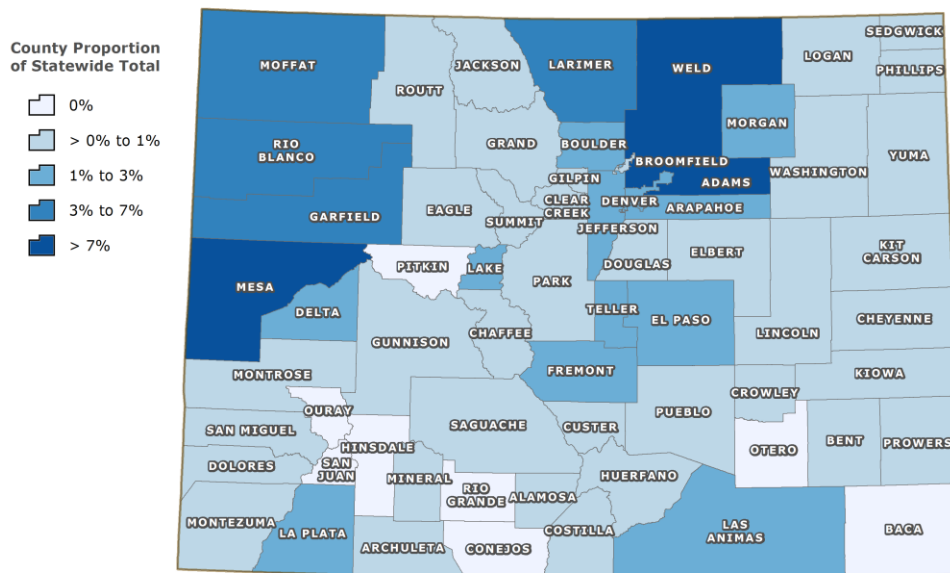 County Proportion
of Statewide Total
0%
> 0% to 1%
1% to 3%
3% to 7%
> 7%
MOFFAT
ROUTT
JACKSON
LARIMER
WELD
LOGAN
SEDGWICK
PHILLIPS
RIO
BLANCO
GRAND
BOULDER
MORGAN
BROOMFIELD
WASHINGTON
YUMA
GARFIELD
EAGLE
SUMMIT
GILPIN
CLEAR
CREEK
JEFFERSON
DENVER
ADAMS
ARAPAHOE
MESA
PITKIN
LAKE
PARK
DOUGLAS
ELBERT
KIT
CARSON
DELTA
GUNNISON
CHAFFEE
TELLER
EL PASO
LINCOLN
CHEYENNE
MONTROSE
FREMONT
KIOWA
OURAY
SAN MIGUEL
HINSDALE
SAGUACHE
CUSTER
PUEBLO
CROWLEY
OTERO
BENT
PROWERS
DOLORES
SAN
JUAN
MINERAL
RIO
GRANDE
ALAMOSA
HUERFANO
MONTEZUMA
LA PLATA
ARCHULETA
CONEJOS
COSTILLA
LAS
ANIMAS
BACA